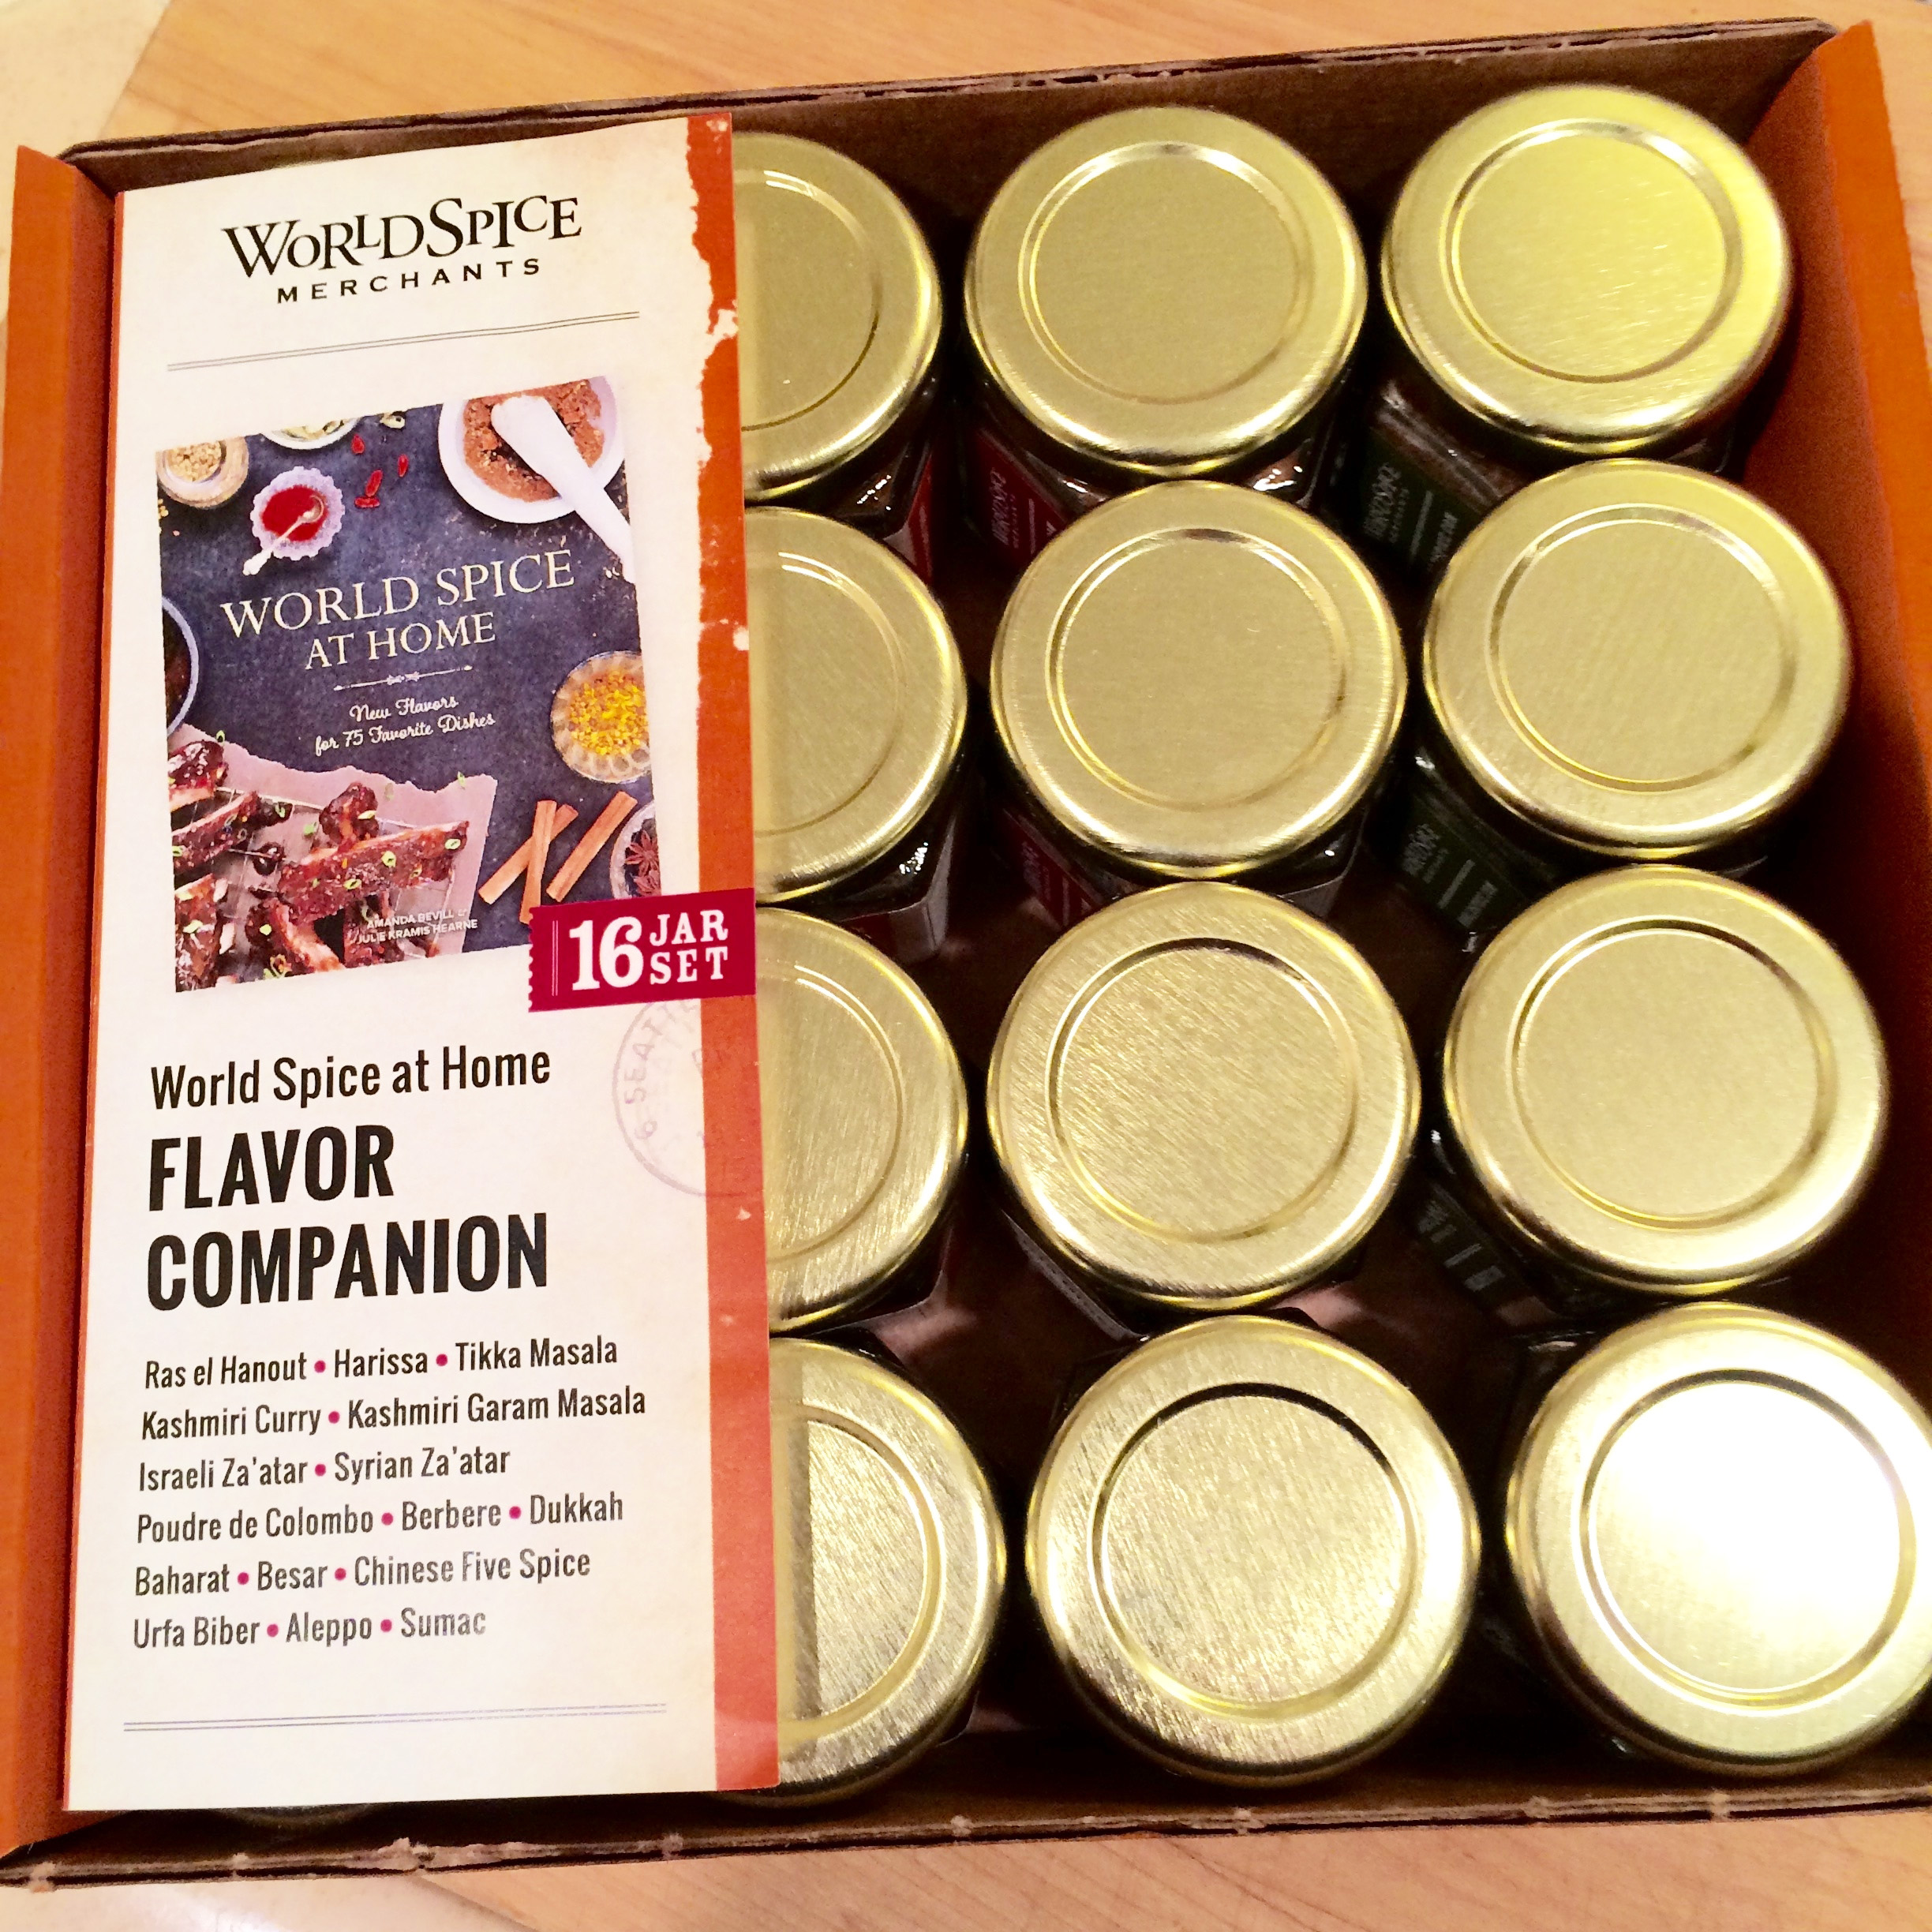 WORLDSPICE
MERCHANTS
WORLD SPICE
AT HOME
New Flavors
for 75 Favorite Dishes
AMANDA BEVILL &
JULIE KRAMIS HEARNE
16 JAR
SET
World Spice at Home
FLAVOR
COMPANION
Ras el Hanout • Harissa • Tikka Masala
Kashmiri Curry • Kashmiri Garam Masala
Israeli Za'atar • Syrian Za'atar
Poudre de Colombo • Berbere • Dukkah
Baharat • Besar • Chinese Five Spice
Urfa Biber • Aleppo • Sumac